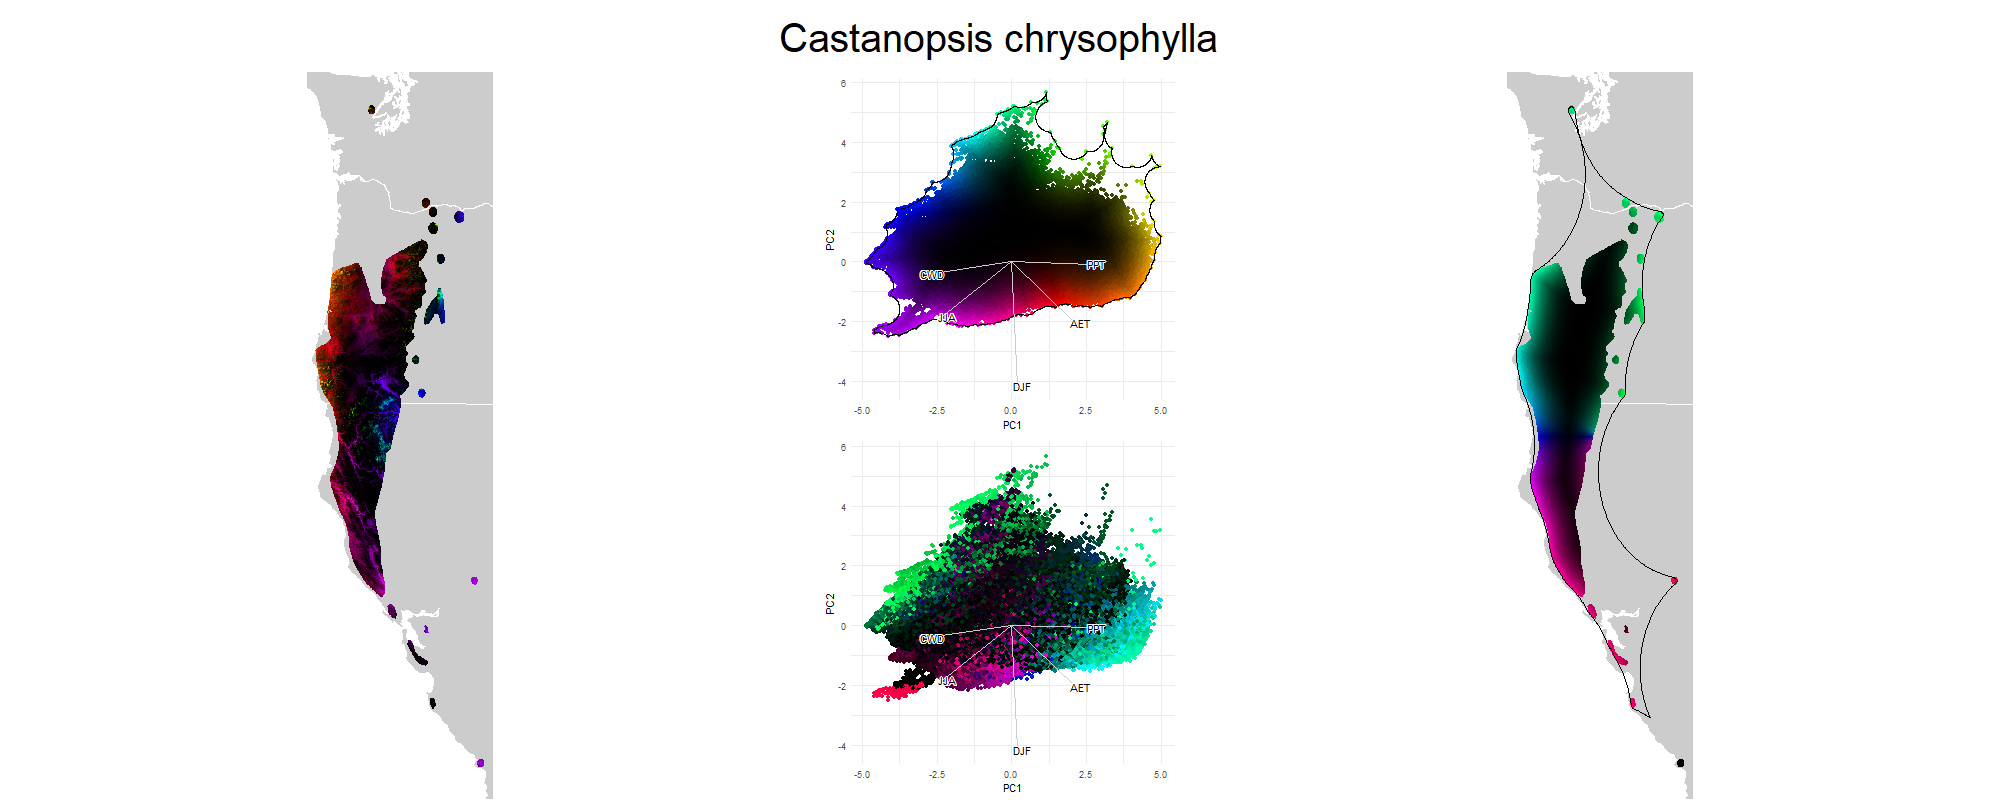 Castanopsis chrysophylla
6
4
2
0
-2
-4
PC2
CWD
PPT
JJA
AET
DJF
-5.0 -2.5 0.0 2.5 5.0
PC1
6
4
2
0
-2
-4
PC2
CWD
PPT
JJA
AET
DJF
-5.0 -2.5 0.0 2.5 5.0
PC1